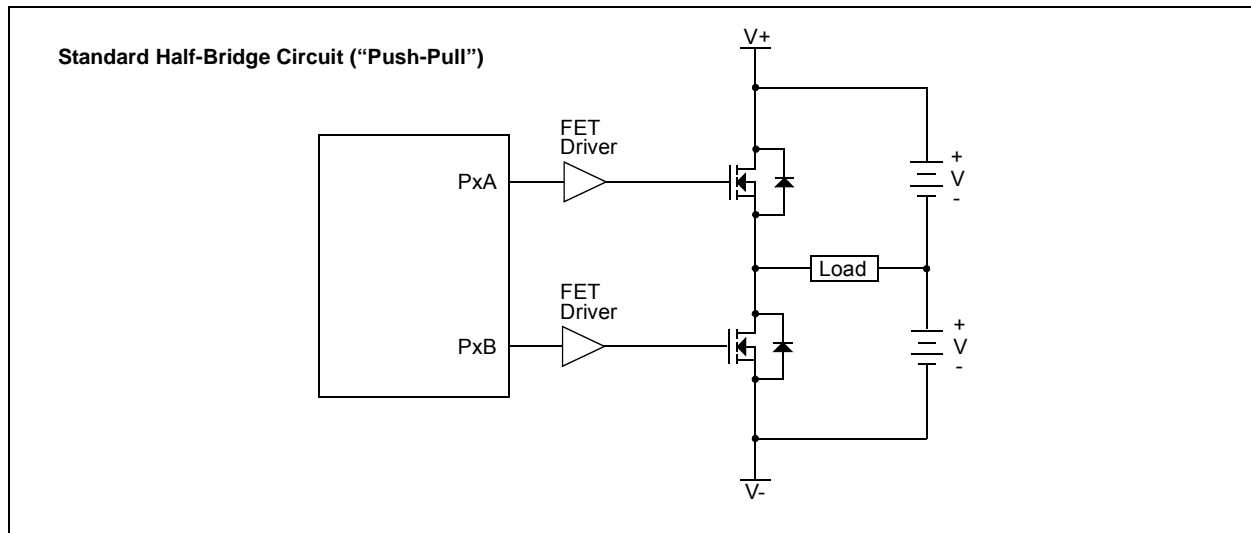 Standard Half-Bridge Circuit (“Push-Pull”)
V+
FET
Driver
PxA
+
V
-
Load
FET
Driver
PxB
+
V
-
V-